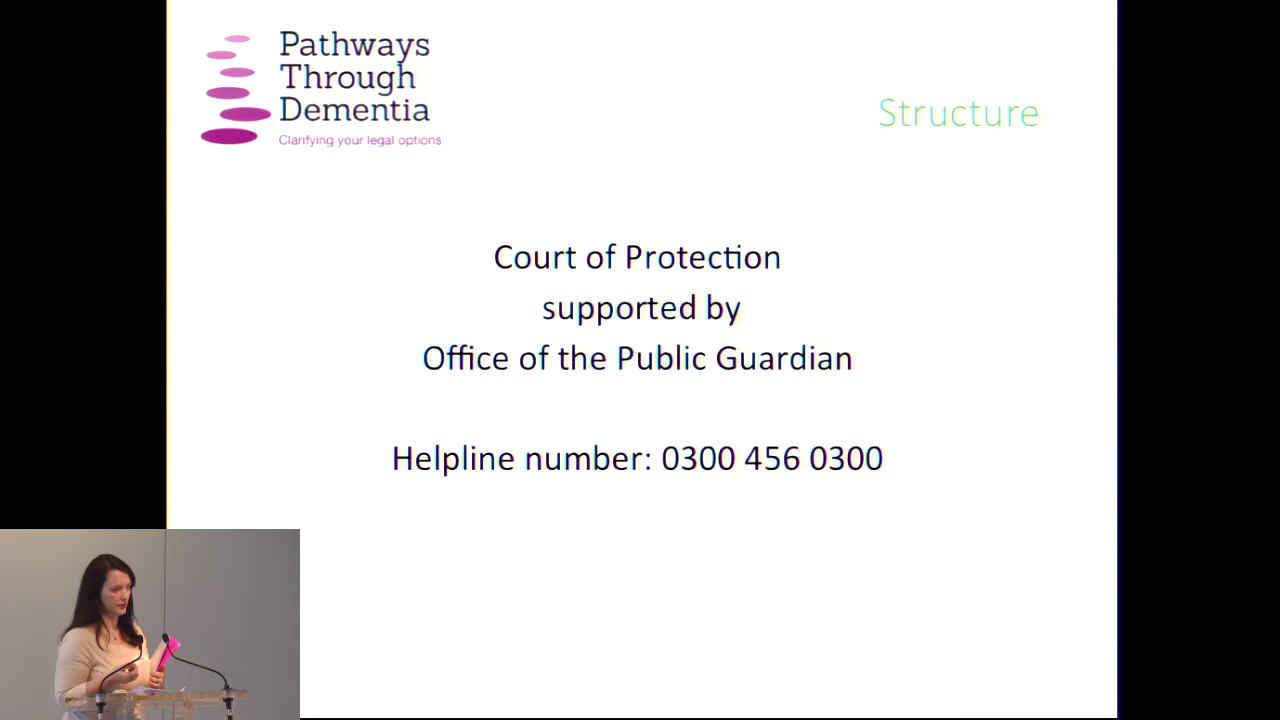 Pathways
Through
Dementia
Clarifying your legal options
Structure
Court of Protection
supported by
Office of the Public Guardian
Helpline number: 0300 456 0300